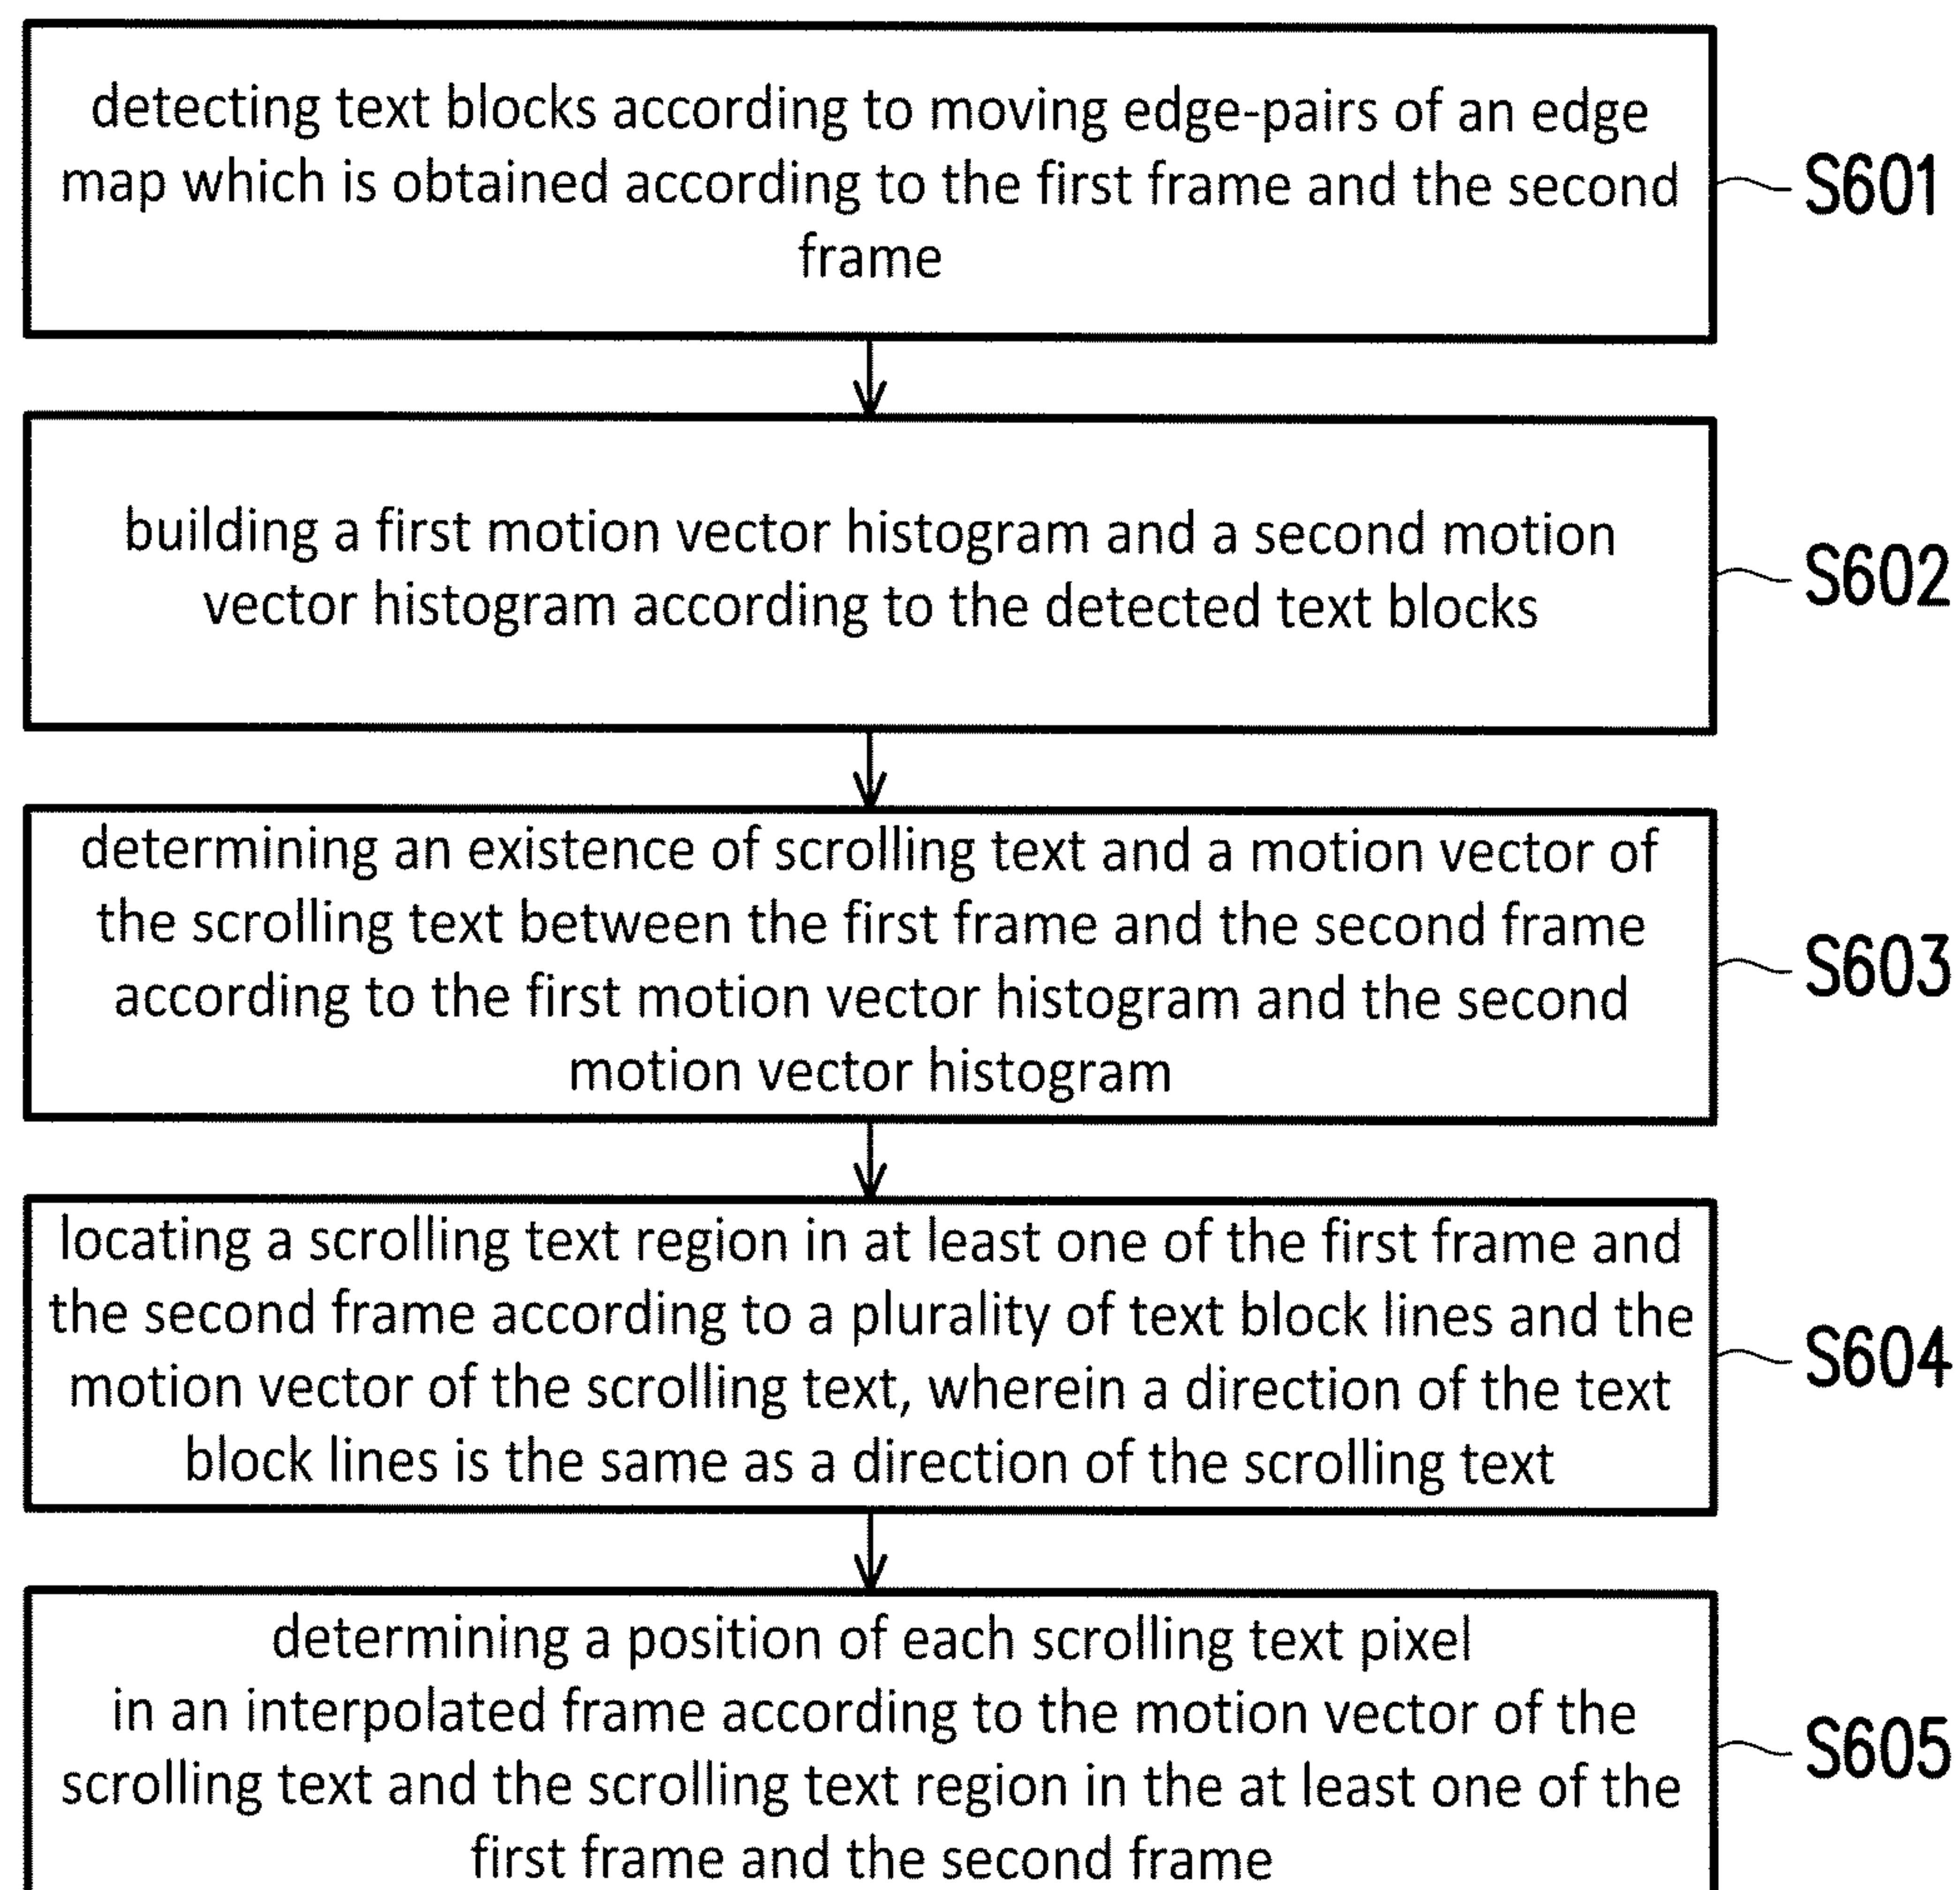 detecting text blocks according to moving edge-pairs of an edge
map which is obtained according to the first frame and the second
frame
S601
building a first motion vector histogram and a second motion
vector histogram according to the detected text blocks
S602
determining an existence of scrolling text and a motion vector of
the scrolling text between the first frame and the second frame
according to the first motion vector histogram and the second
motion vector histogram
S603
locating a scrolling text region in at least one of the first frame and
the second frame according to a plurality of text block lines and the
motion vector of the scrolling text, wherein a direction of the text
block lines is the same as a direction of the scrolling text
S604
determining a position of each scrolling text pixel
in an interpolated frame according to the motion vector of the
scrolling text and the scrolling text region in the at least one of the
first frame and the second frame
S605